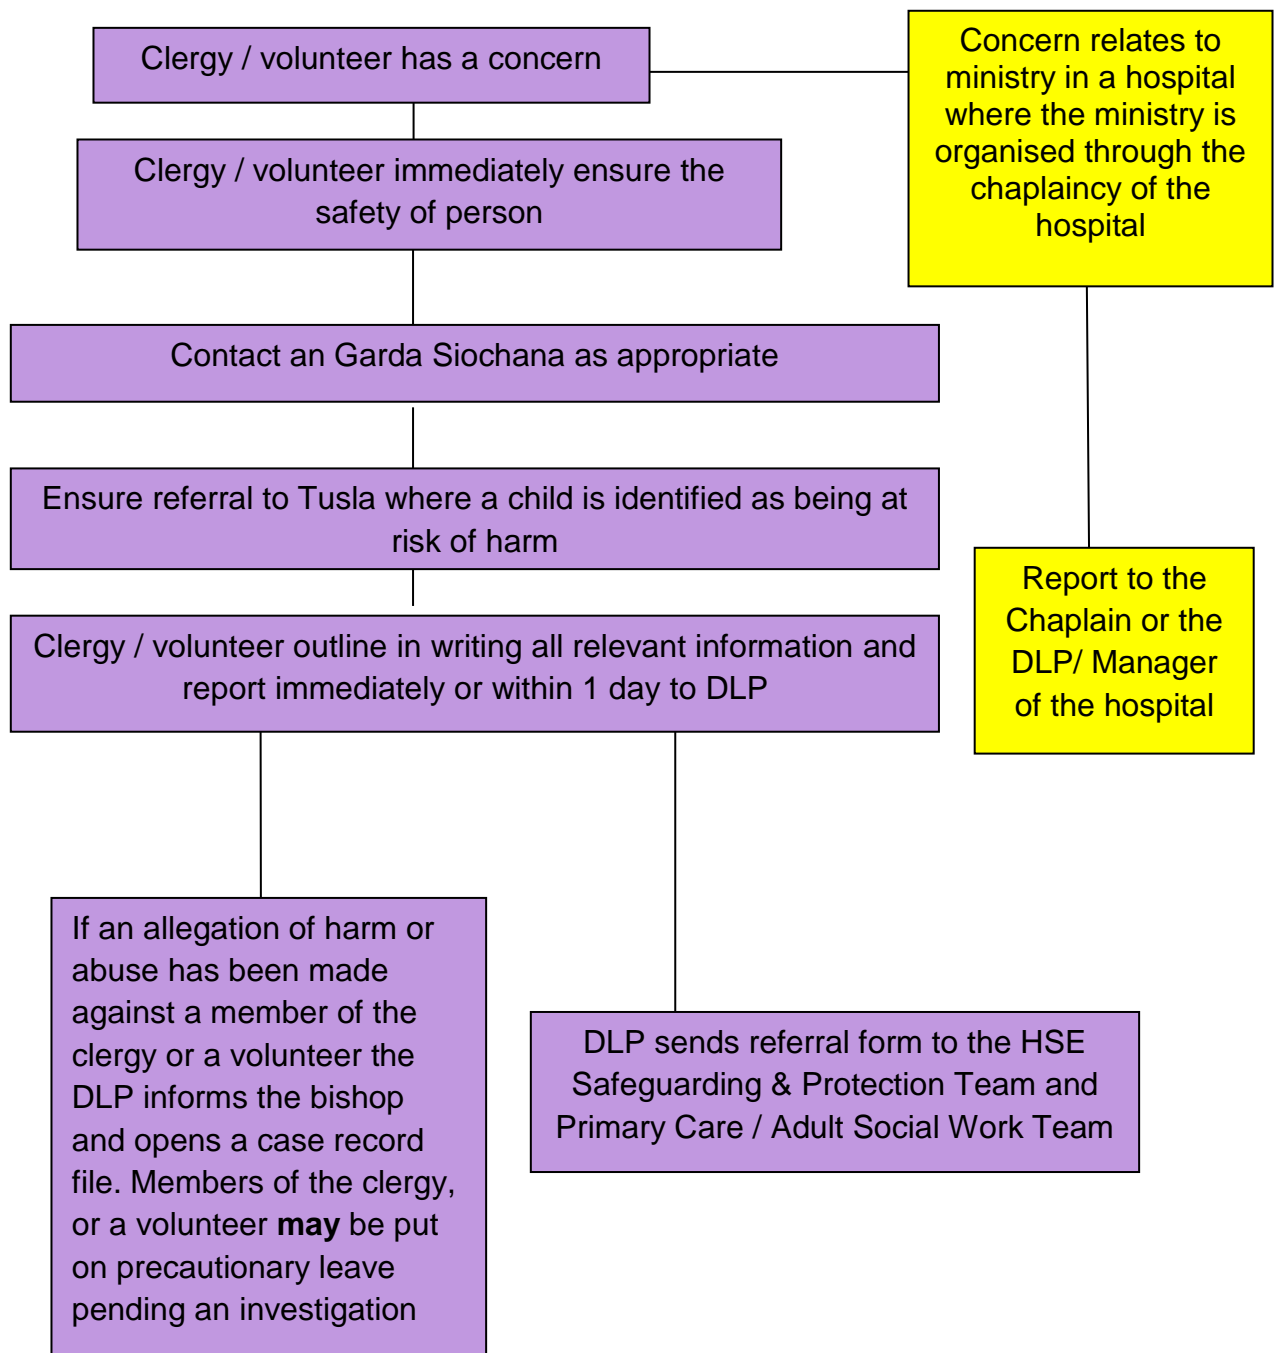 Clergy / volunteer has a concern
Concern relates to
ministry in a hospital
where the ministry is
organised through the
chaplaincy of the
hospital
Clergy / volunteer immediately ensure the
safety of person
Contact an Garda Siochana as appropriate
Ensure referral to Tusla where a child is identified as being at
risk of harm
Report to the
Chaplain or the
DLP/ Manager
of the hospital
Clergy / volunteer outline in writing all relevant information and
report immediately or within 1 day to DLP
If an allegation of harm or
abuse has been made
against a member of the
clergy or a volunteer the
DLP informs the bishop
and opens a case record
file. Members of the clergy,
or a volunteer may be put
on precautionary leave
pending an investigation
DLP sends referral form to the HSE
Safeguarding & Protection Team and
Primary Care / Adult Social Work Team